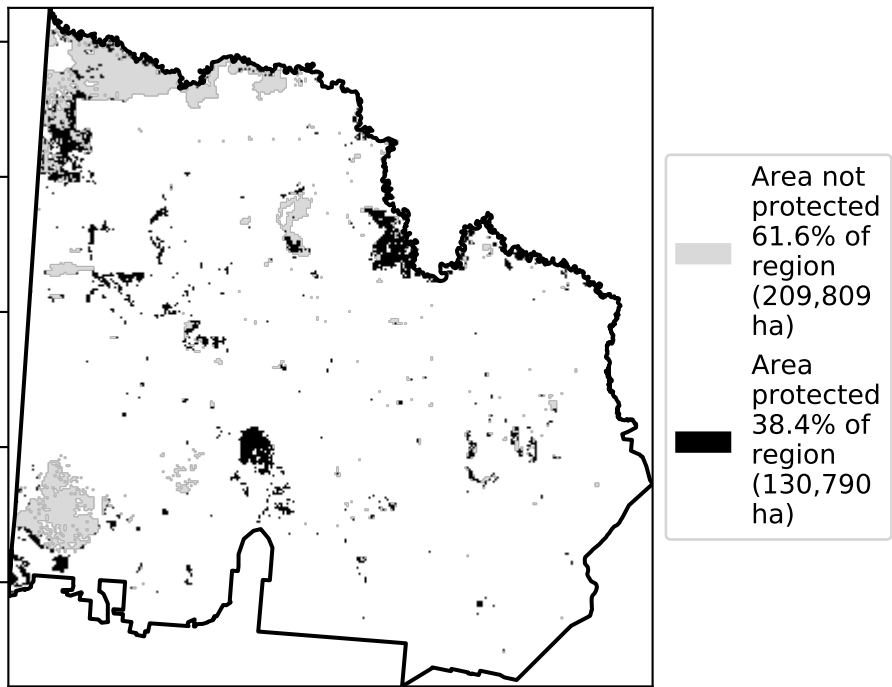 Area not
protected
61.6% of
region
(209,809
ha)
Area
protected
38.4% of
region
(130,790
ha)